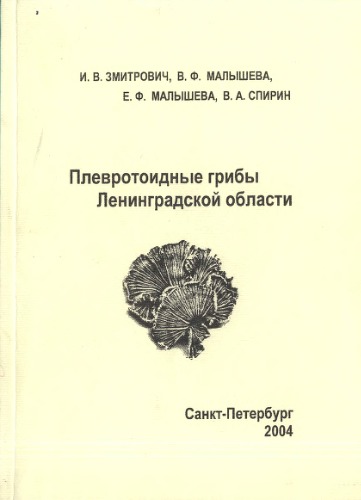 И. В. ЗМИТРОВИЧ, В. Ф. МАЛЫШЕВА,
Е. Ф. МАЛЫШЕВА, В. А. СПИРИН
Плевротоидные грибы
Ленинградской области
Санкт-Петербург
2004